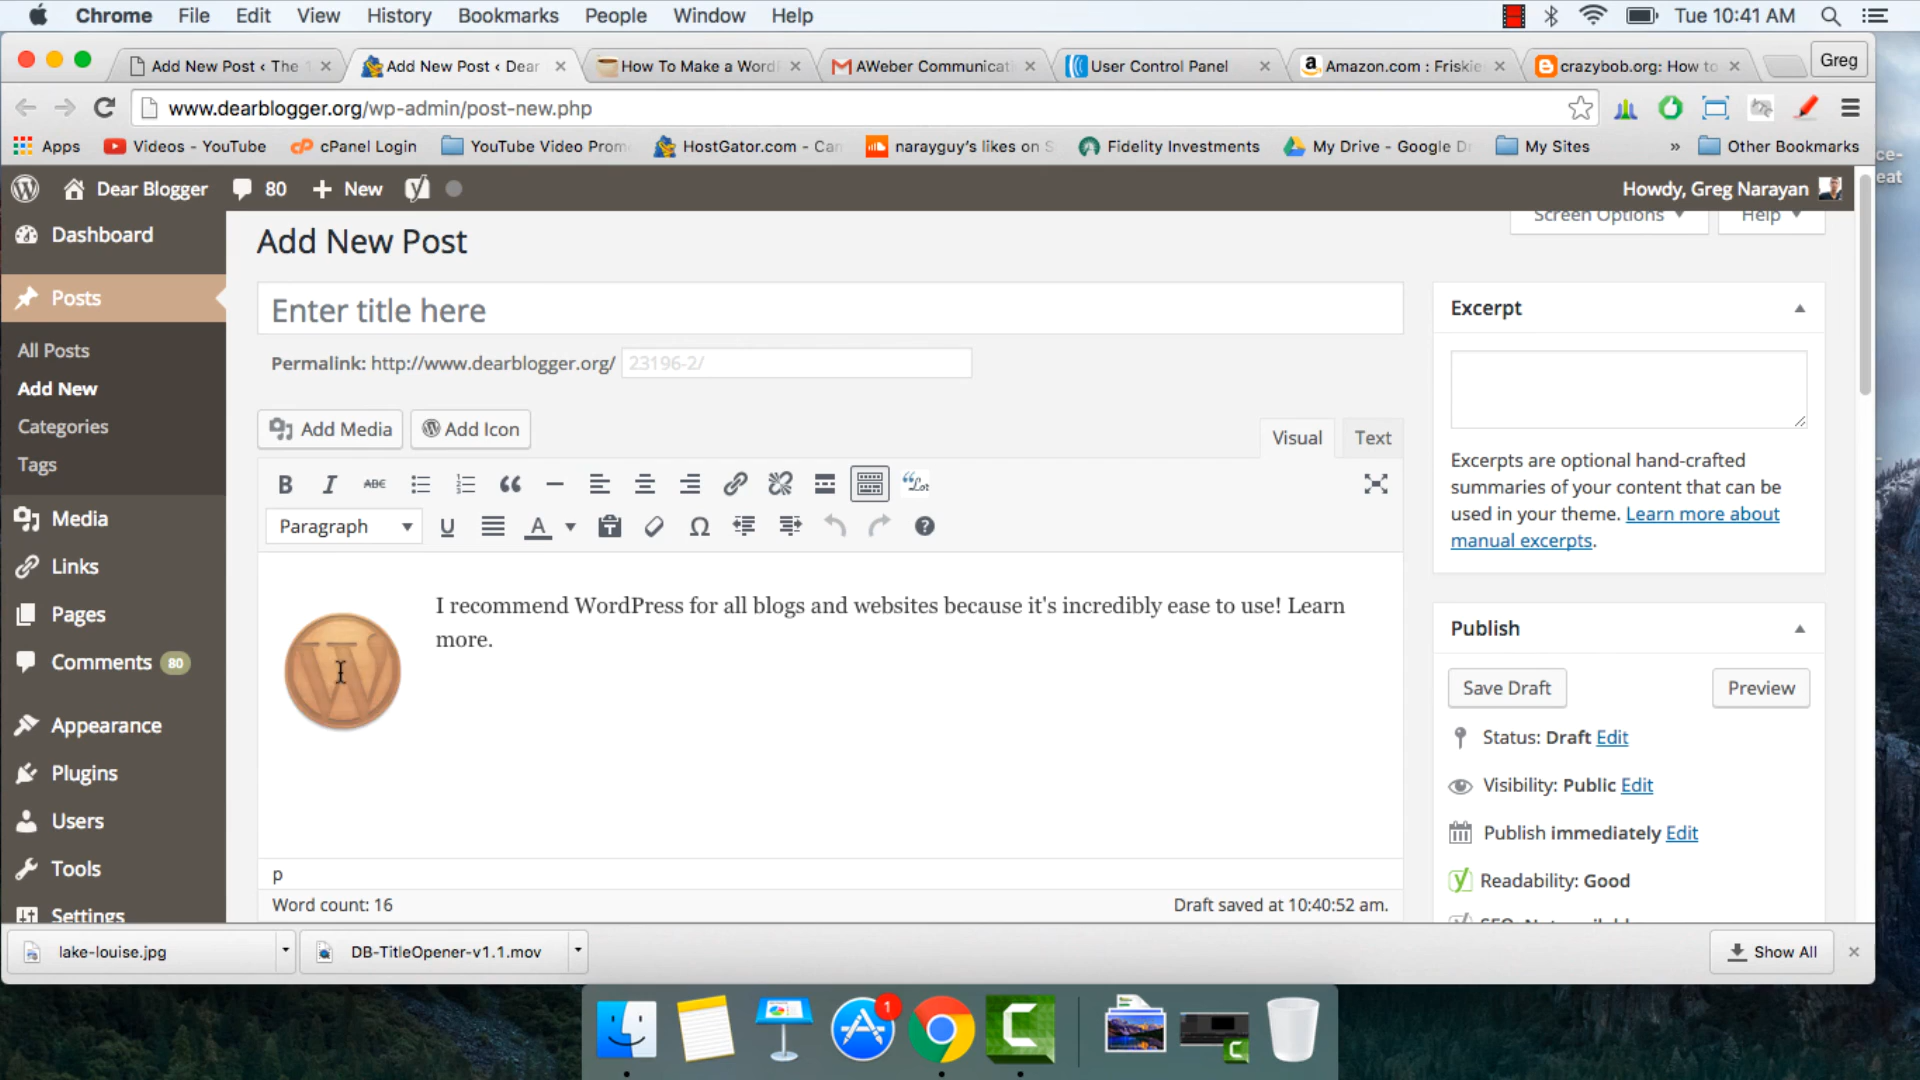 Chrome File Edit View History Bookmarks People Window Help Tue 10:41 AM
Add New Post ‹ The Add New Post ‹ Dear How To Make a Word AWeber Communicati User Control Panel Amazon.com : Friskie crazybob.org: How to Greg
www.dearblogger.org/wp-admin/post-new.php
Apps Videos - YouTube cPanel Login YouTube Video Prom HostGator.com - Can narayguy's likes on S Fidelity Investments My Drive - Google D My Sites » Other Bookmarks
ce-
eat
Dear Blogger 80 New Howdy, Greg Narayan
Screen Options Help
Dashboard
Posts
All Posts
Add New
Categories
Tags
Media
Links
Pages
Comments 80
Appearance
Plugins
Users
Tools
Settings
Add New Post
Enter title here
Permalink: http://www.dearblogger.org/ 23196-2/
Add Media Add Icon
Visual Text
B I ABC
Paragraph U A Ω ?
I recommend WordPress for all blogs and websites because it's incredibly ease to use! Learn
more.
p
Word count: 16 Draft saved at 10:40:52 am.
Excerpt
Excerpts are optional hand-crafted
summaries of your content that can be
used in your theme. Learn more about
manual excerpts.
Publish
Save Draft Preview
Status: Draft Edit
Visibility: Public Edit
Publish immediately Edit
Readability: Good
lake-louise.jpg DB-TitleOpener-v1.1.mov Show All
1